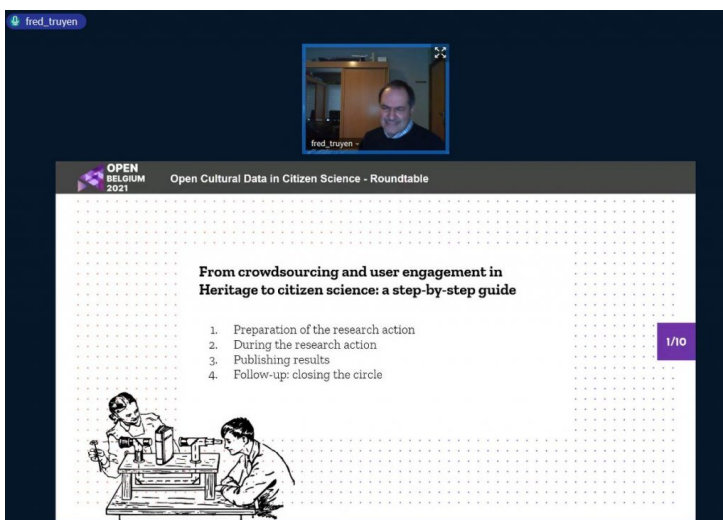 fred_truyen
fred_truyen -
OPEN
BELGIUM
2021
Open Cultural Data in Citizen Science - Roundtable
From crowdsourcing and user engagement in
Heritage to citizen science: a step-by-step guide
1. Preparation of the research action
2. During the research action
3. Publishing results
4. Follow-up: closing the circle
1/10